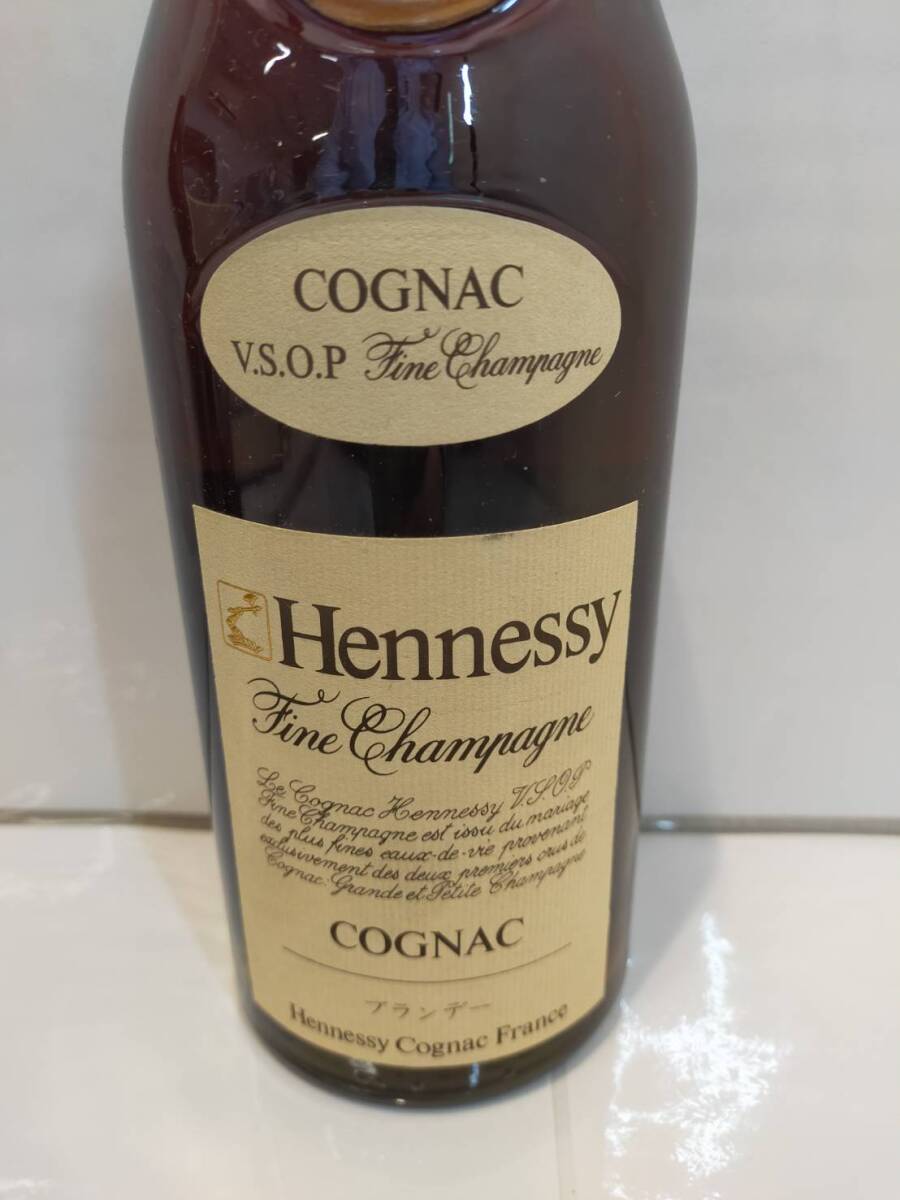 COGNAC
V.S.O.P Fine Champagne
Hennessy
Fine Champagne
Le Cognac Hennessy V.S.O.P
Fine Champagne est issu du mariage
des plus fines eaux-de-vie provenant
exclusivement des deux premiers crus de
Cognac. Grande et Petite Champagne
COGNAC
ブランデー
Hennessy Cognac France